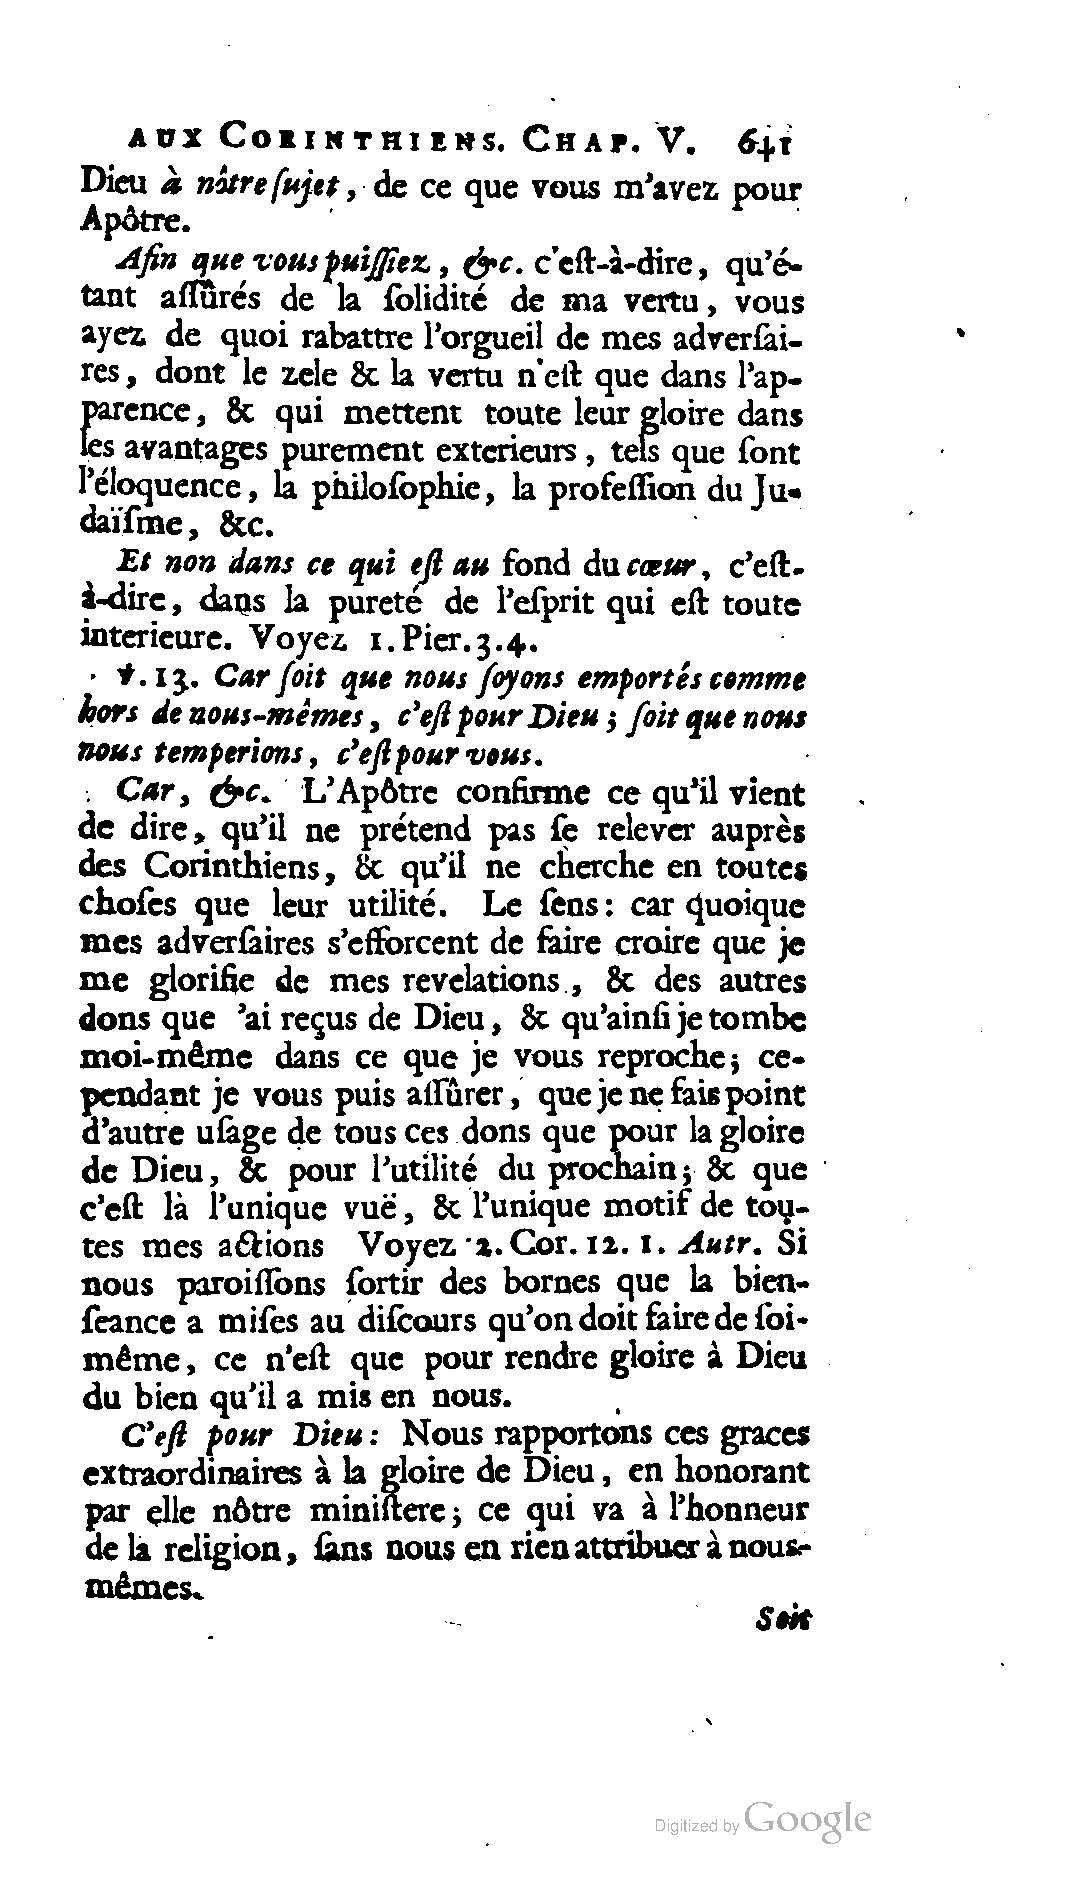 AUX CORINTHIENS. CHAP. V. 641
Dieu à nôtre ſujet, de ce que vous m'avez pour
Apôtre.
Afin que vous puiſſiez, &c. c'eſt-à-dire, qu'é-
tant aſſûrés de la ſolidité de ma vertu, vous
ayez de quoi rabattre l'orgueil de mes adverſai-
res, dont le zele & la vertu n'eſt que dans l'ap-
parence, & qui mettent toute leur gloire dans
les avantages purement exterieurs, tels que ſont
l'éloquence, la philoſophie, la profeſſion du Ju-
daïſme, &c.
Et non dans ce qui eſt au fond du cœur, c'eſt-
à-dire, dans la pureté de l'eſprit qui eſt toute
interieure. Voyez 1. Pier. 3. 4.
℣. 13. Car ſoit que nous ſoyons emportés comme
hors de nous-mêmes, c'eſt pour Dieu; ſoit que nous
nous temperions, c'eſt pour vous.
Car, &c. L'Apôtre confirme ce qu'il vient
de dire, qu'il ne prétend pas ſe relever auprès
des Corinthiens, & qu'il ne cherche en toutes
choſes que leur utilité. Le ſens: car quoique
mes adverſaires s'efforcent de faire croire que je
me glorifie de mes revelations, & des autres
dons que 'ai reçus de Dieu, & qu'ainſi je tombe
moi-même dans ce que je vous reproche; ce-
pendant je vous puis aſſûrer, que je ne fais point
d'autre uſage de tous ces dons que pour la gloire
de Dieu, & pour l'utilité du prochain; & que
c'eſt là l'unique vuë, & l'unique motif de tou-
tes mes actions Voyez 2. Cor. 12. 1. Autr. Si
nous paroiſſons ſortir des bornes que la bien-
ſeance a miſes au diſcours qu'on doit faire de ſoi-
même, ce n'eſt que pour rendre gloire à Dieu
du bien qu'il a mis en nous.
C'eſt pour Dieu: Nous rapportons ces graces
extraordinaires à la gloire de Dieu, en honorant
par elle nôtre miniſtere; ce qui va à l'honneur
de la religion, ſans nous en rien attribuer à nous-
mêmes.
Soit
Digitized by Google